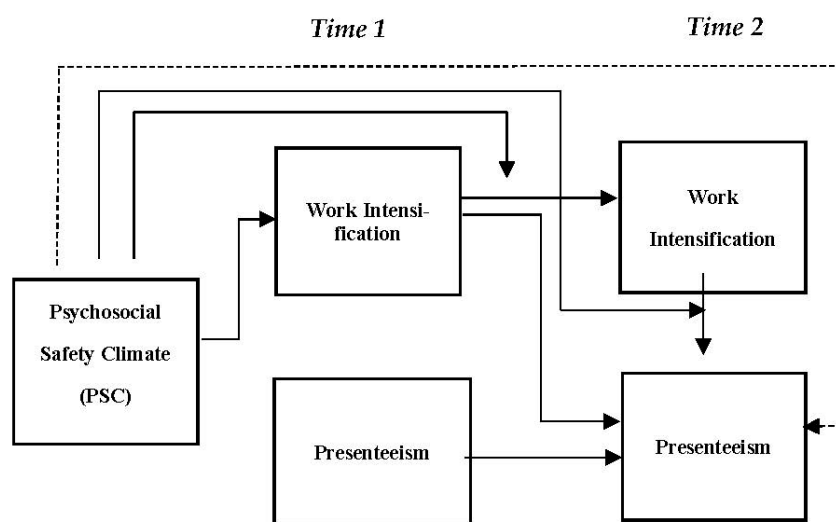 Time 1
Time 2
Work Intensi-
fication
Work
Intensification
Psychosocial
Safety Climate
(PSC)
Presenteeism
Presenteeism